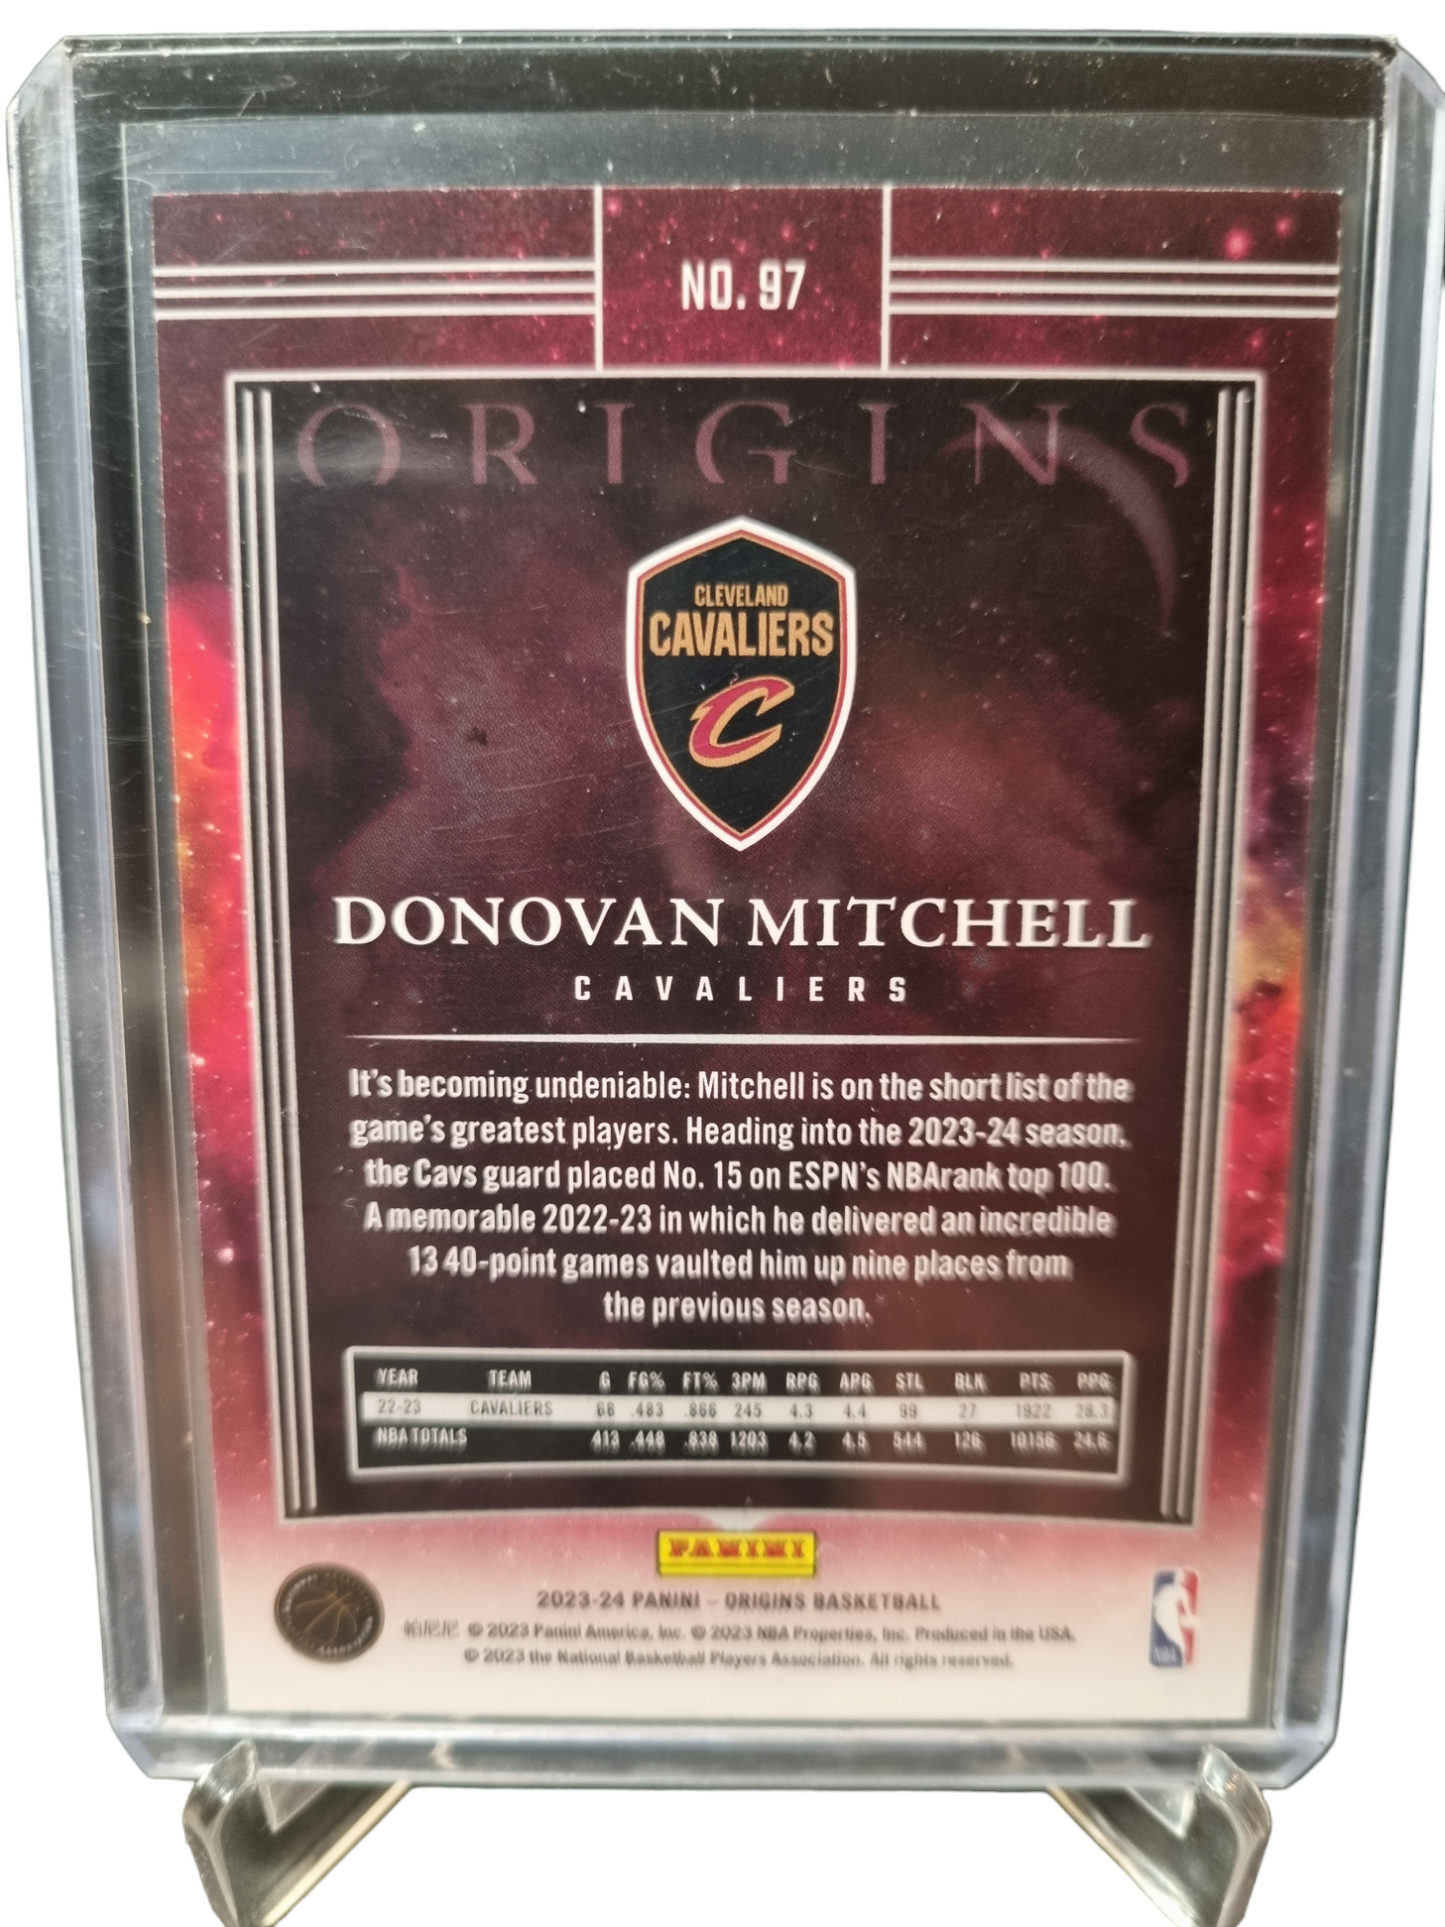 NO. 97
ORIGINS
CLEVELAND
CAVALIERS
C
DONOVAN MITCHELL
CAVALIERS
It's becoming undeniable: Mitchell is on the short list of the
game's greatest players. Heading into the 2023-24 season,
the Cavs guard placed No. 15 on ESPN's NBArank top 100.
A memorable 2022-23 in which he delivered an incredible
13 40-point games vaulted him up nine places from
the previous season.
YEAR TEAM G FG% FT% 3PM RPG APG STL BLK PTS PPG
22-23 CAVALIERS 68 .483 .866 245 4.3 4.4 99 27 1922 28.3
NBA TOTALS 413 .448 .838 1203 4.2 4.5 544 126 10156 24.6
PANINI
2023-24 PANINI – ORIGINS BASKETBALL
帕尼尼 © 2023 Panini America, Inc. © 2023 NBA Properties, Inc. Produced in the USA.
© 2023 the National Basketball Players Association. All rights reserved.
NBA